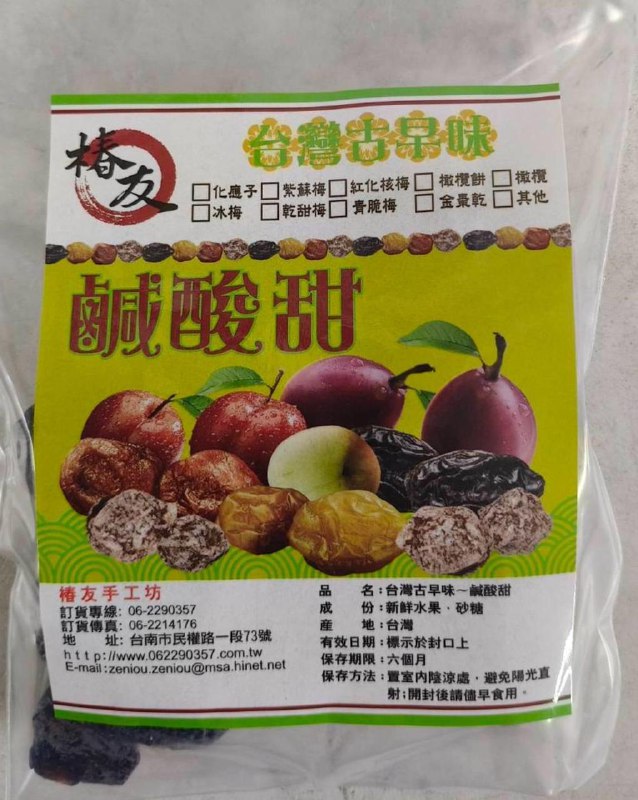 椿友
台灣古早味
□化應子□紫蘇梅□紅化核梅□橄欖餅□橄欖
□冰梅 □乾甜梅□青脆梅 □金棗乾□其他
鹹酸甜
椿友手工坊
訂貨專線: 06-2290357
訂貨傳真: 06-2214176
地 址: 台南市民權路一段73號
http://www.062290357.com.tw
E-mail:zeniou.zeniou@msa.hinet.net
品 名:台灣古早味～鹹酸甜
成 份:新鮮水果、砂糖
產 地:台灣
有效日期:標示於封口上
保存期限:六個月
保存方法:置室內陰涼處,避免陽光直
射;開封後請儘早食用。